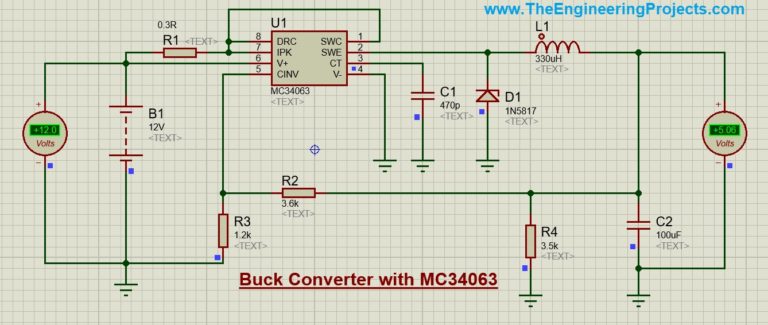 www.TheEngineeringProjects.com
0.3R
R1
<TEXT>
U1
8 DRC SWC 1
7 IPK SWE 2
6 V+ CT 3
5 CINV V- 4
MC34063
<TEXT>
L1
330uH
<TEXT>
+
+12.0
Volts
−
B1
12V
<TEXT>
C1
470p
<TEXT>
D1
1N5817
<TEXT>
+
+5.06
Volts
−
R2
3.6k
<TEXT>
R3
1.2k
<TEXT>
R4
3.5k
<TEXT>
C2
100uF
<TEXT>
Buck Converter with MC34063